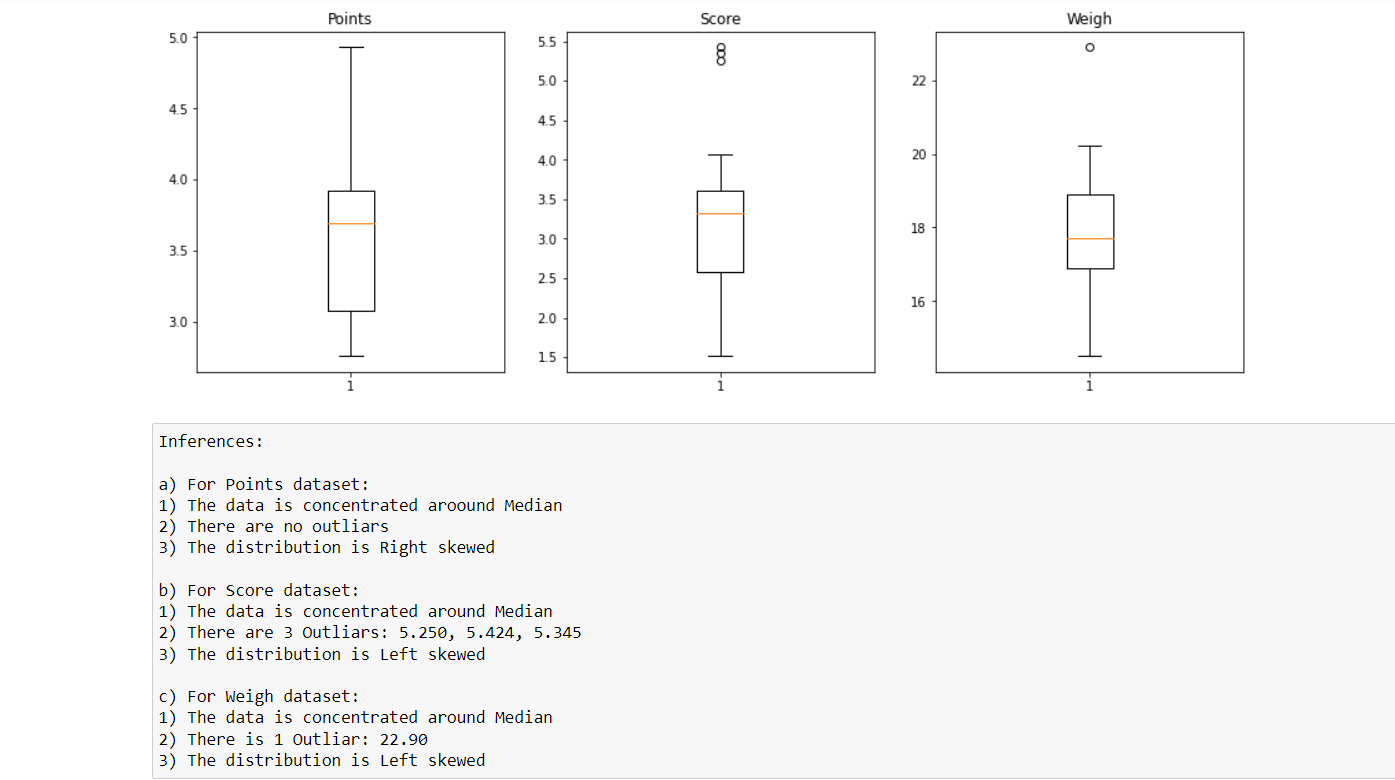 Points
Score
Weigh
5.0
4.5
4.0
3.5
3.0
1
5.5
5.0
4.5
4.0
3.5
3.0
2.5
2.0
1.5
1
22
20
18
16
1
Inferences:
a) For Points dataset:
1) The data is concentrated aroound Median
2) There are no outliars
3) The distribution is Right skewed
b) For Score dataset:
1) The data is concentrated around Median
2) There are 3 Outliars: 5.250, 5.424, 5.345
3) The distribution is Left skewed
c) For Weigh dataset:
1) The data is concentrated around Median
2) There is 1 Outliar: 22.90
3) The distribution is Left skewed